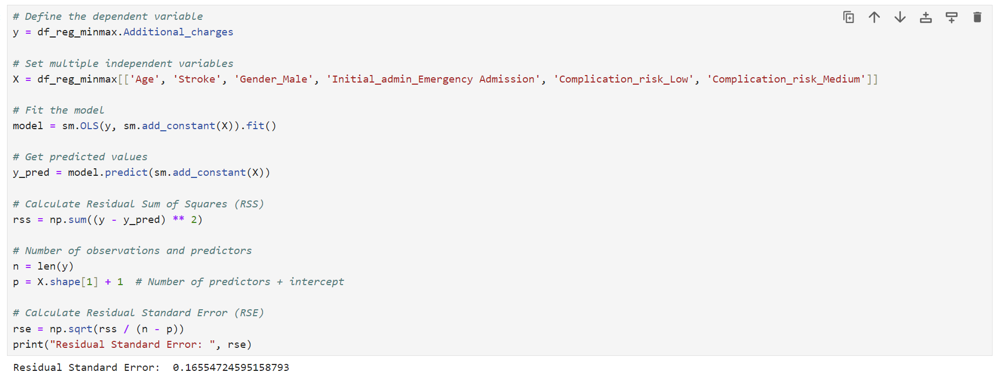 # Define the dependent variable
y = df_reg_minmax.Additional_charges
# Set multiple independent variables
X = df_reg_minmax[['Age', 'Stroke', 'Gender_Male', 'Initial_admin_Emergency Admission', 'Complication_risk_Low', 'Complication_risk_Medium']]
# Fit the model
model = sm.OLS(y, sm.add_constant(X)).fit()
# Get predicted values
y_pred = model.predict(sm.add_constant(X))
# Calculate Residual Sum of Squares (RSS)
rss = np.sum((y - y_pred) ** 2)
# Number of observations and predictors
n = len(y)
p = X.shape[1] + 1  # Number of predictors + intercept
# Calculate Residual Standard Error (RSE)
rse = np.sqrt(rss / (n - p))
print("Residual Standard Error: ", rse)
Residual Standard Error:  0.16554724595158793